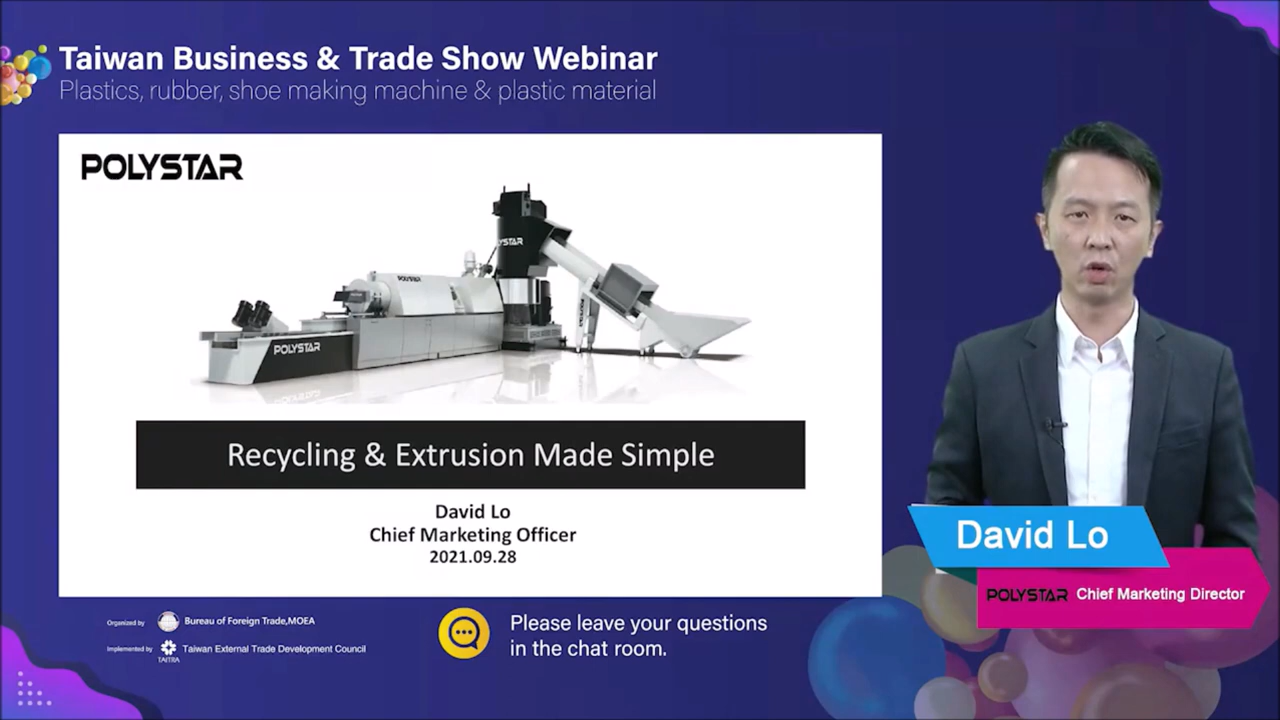 Taiwan Business & Trade Show Webinar
Plastics, rubber, shoe making machine & plastic material
POLYSTAR
POLYSTAR
POLYSTAR
POLYSTAR
Recycling & Extrusion Made Simple
David Lo
Chief Marketing Officer
2021.09.28
David Lo
POLYSTAR Chief Marketing Director
Organized by Bureau of Foreign Trade,MOEA
Implemented by TAITRA Taiwan External Trade Development Council
Please leave your questions
in the chat room.